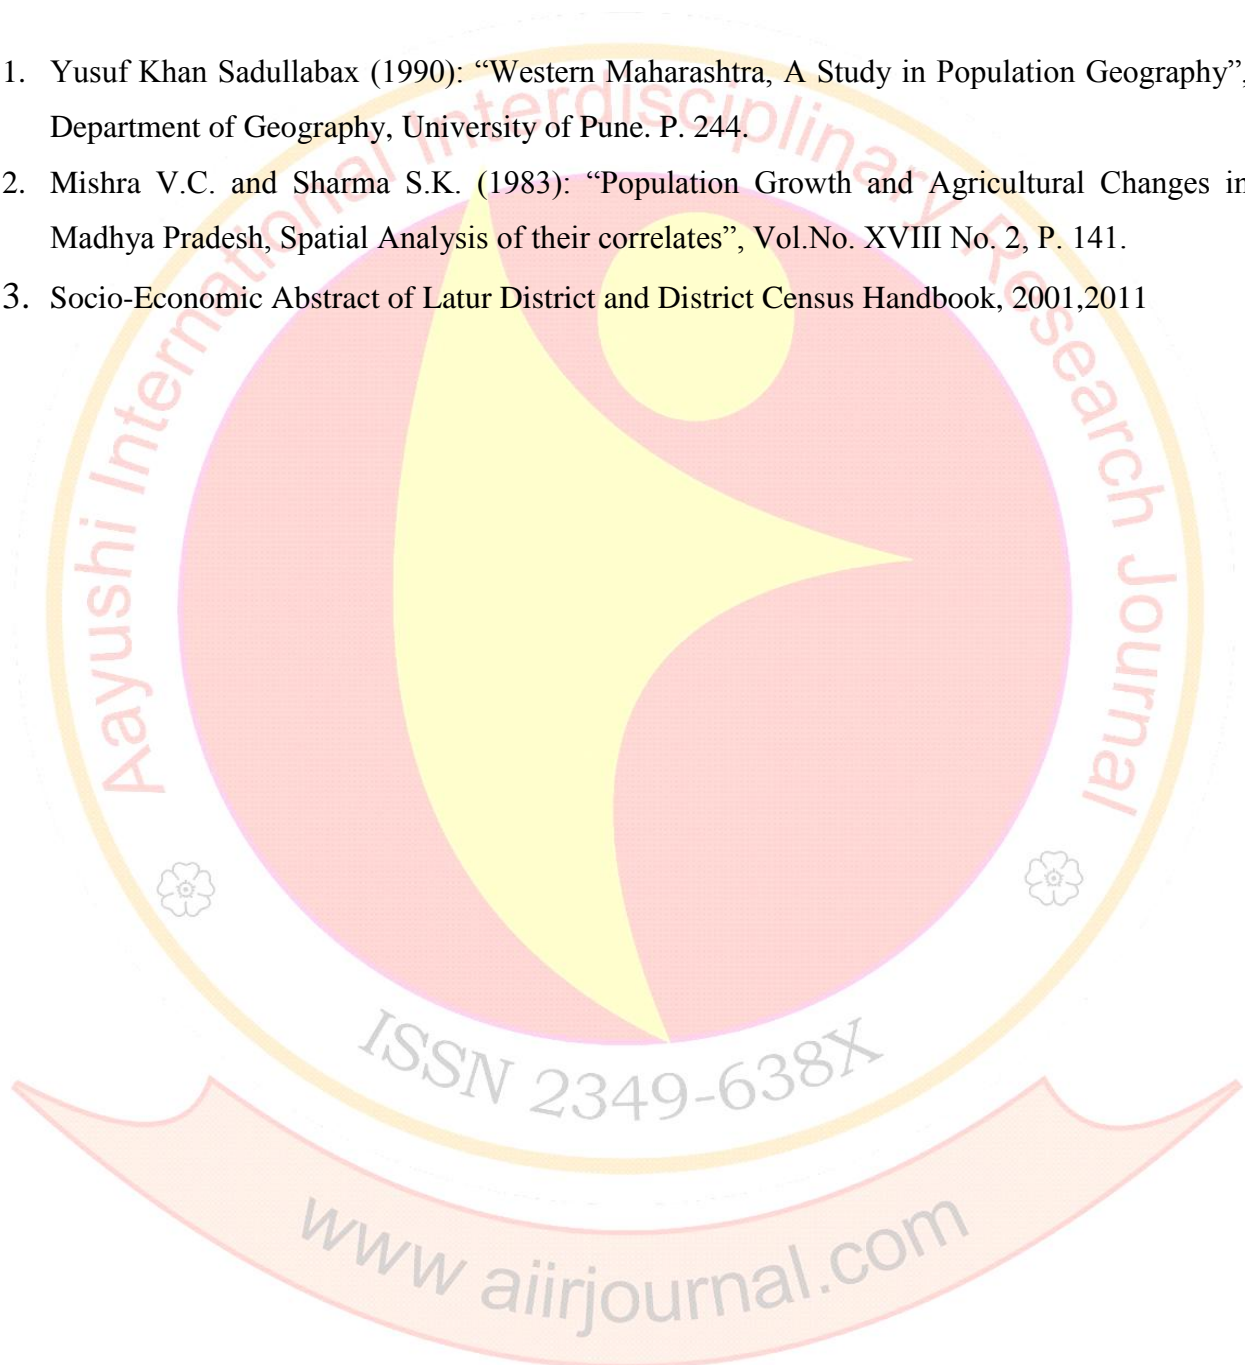 1. Yusuf Khan Sadullabax (1990): “Western Maharashtra, A Study in Population Geography”,
Department of Geography, University of Pune. P. 244.
2. Mishra V.C. and Sharma S.K. (1983): “Population Growth and Agricultural Changes in
Madhya Pradesh, Spatial Analysis of their correlates”, Vol.No. XVIII No. 2, P. 141.
3. Socio-Economic Abstract of Latur District and District Census Handbook, 2001,2011
Aayushi International Interdisciplinary Research Journal
ISSN 2349-638X
www aiirjournal.com